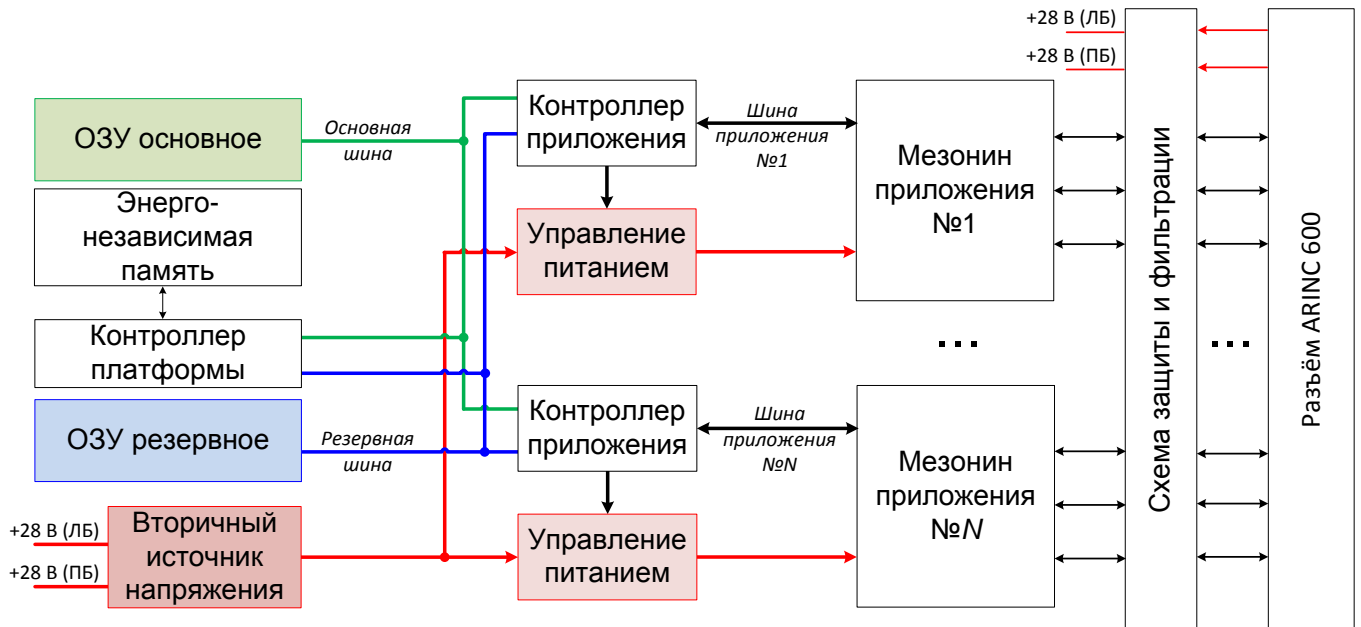 +28 В (ЛБ)
+28 В (ПБ)
ОЗУ основное
Основная
шина
Контроллер
приложения
Шина
приложения
№1
Мезонин
приложения
№1
Энерго-
независимая
память
Управление
питанием
Контроллер
платформы
ОЗУ резервное
Резервная
шина
Контроллер
приложения
Шина
приложения
№N
Мезонин
приложения
№N
+28 В (ЛБ)
+28 В (ПБ)
Вторичный
источник
напряжения
Управление
питанием
...
...
Схема защиты и фильтрации
Разъём ARINC 600